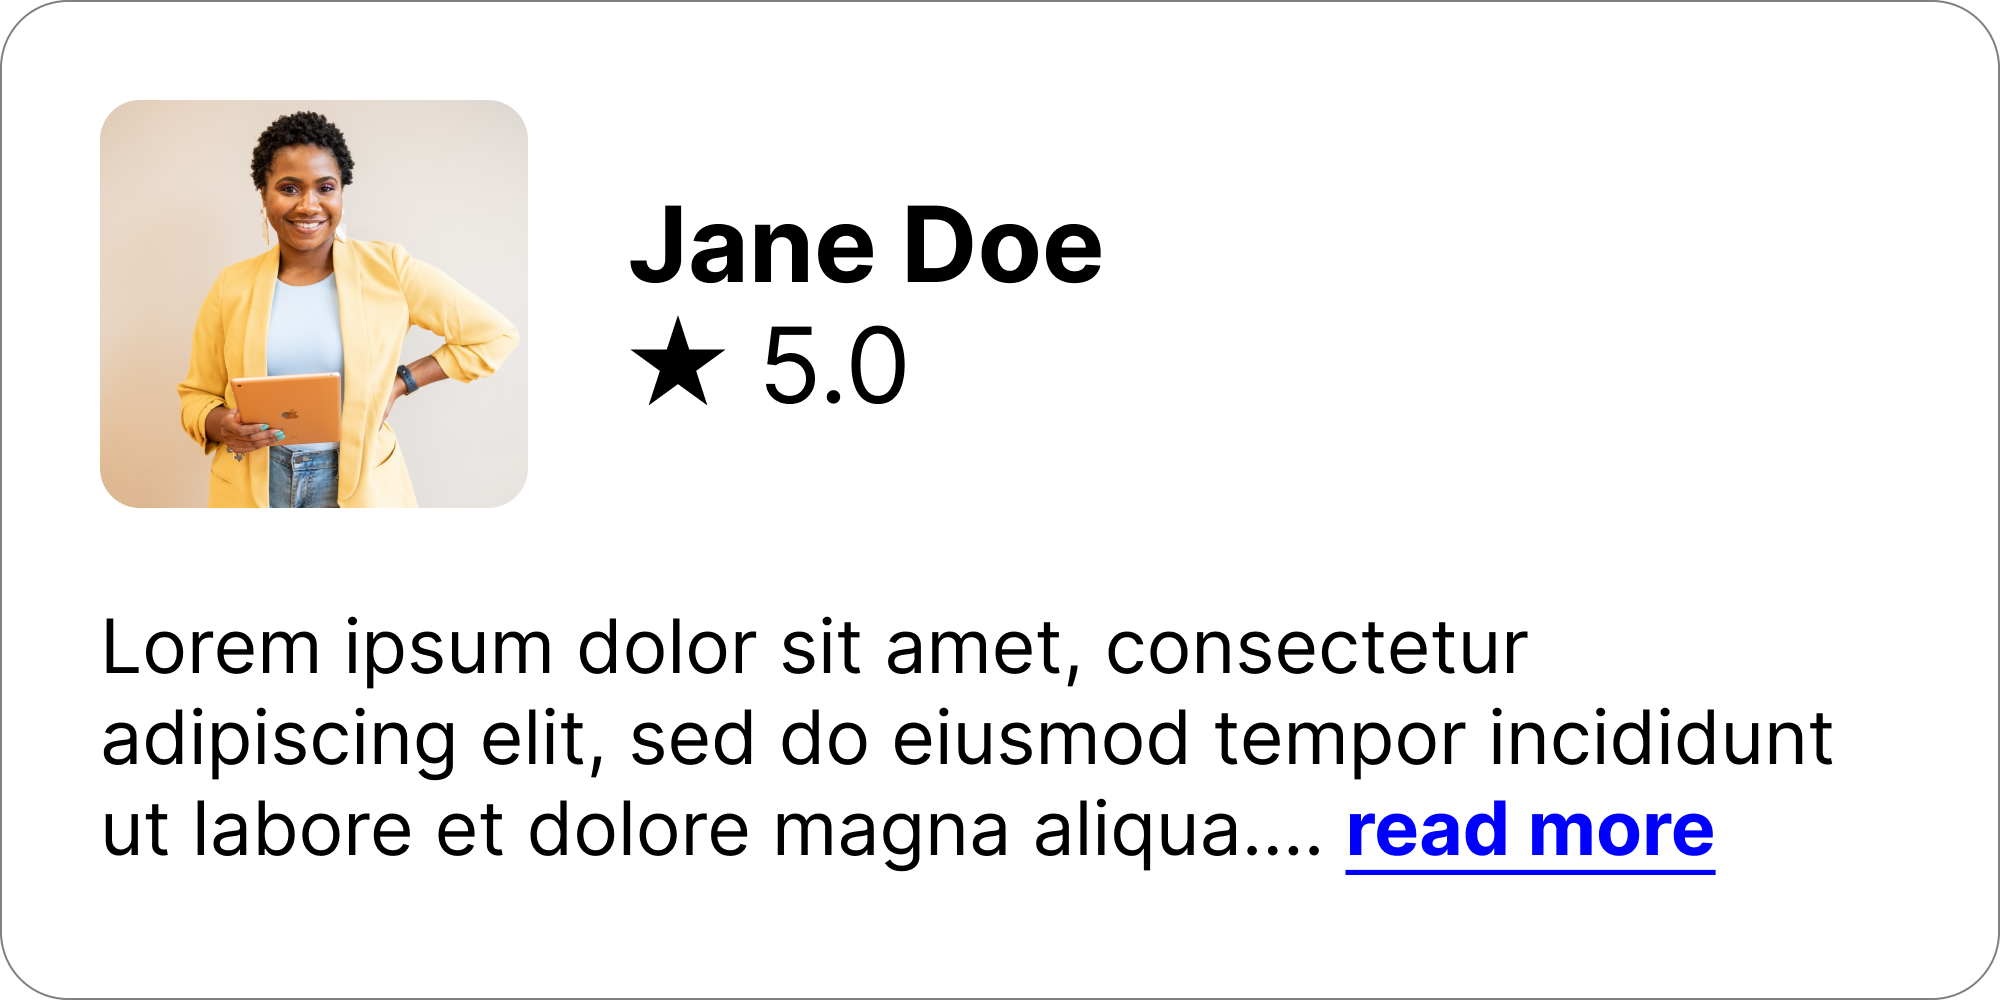 Jane Doe
★ 5.0
Lorem ipsum dolor sit amet, consectetur
adipiscing elit, sed do eiusmod tempor incididunt
ut labore et dolore magna aliqua.... read more